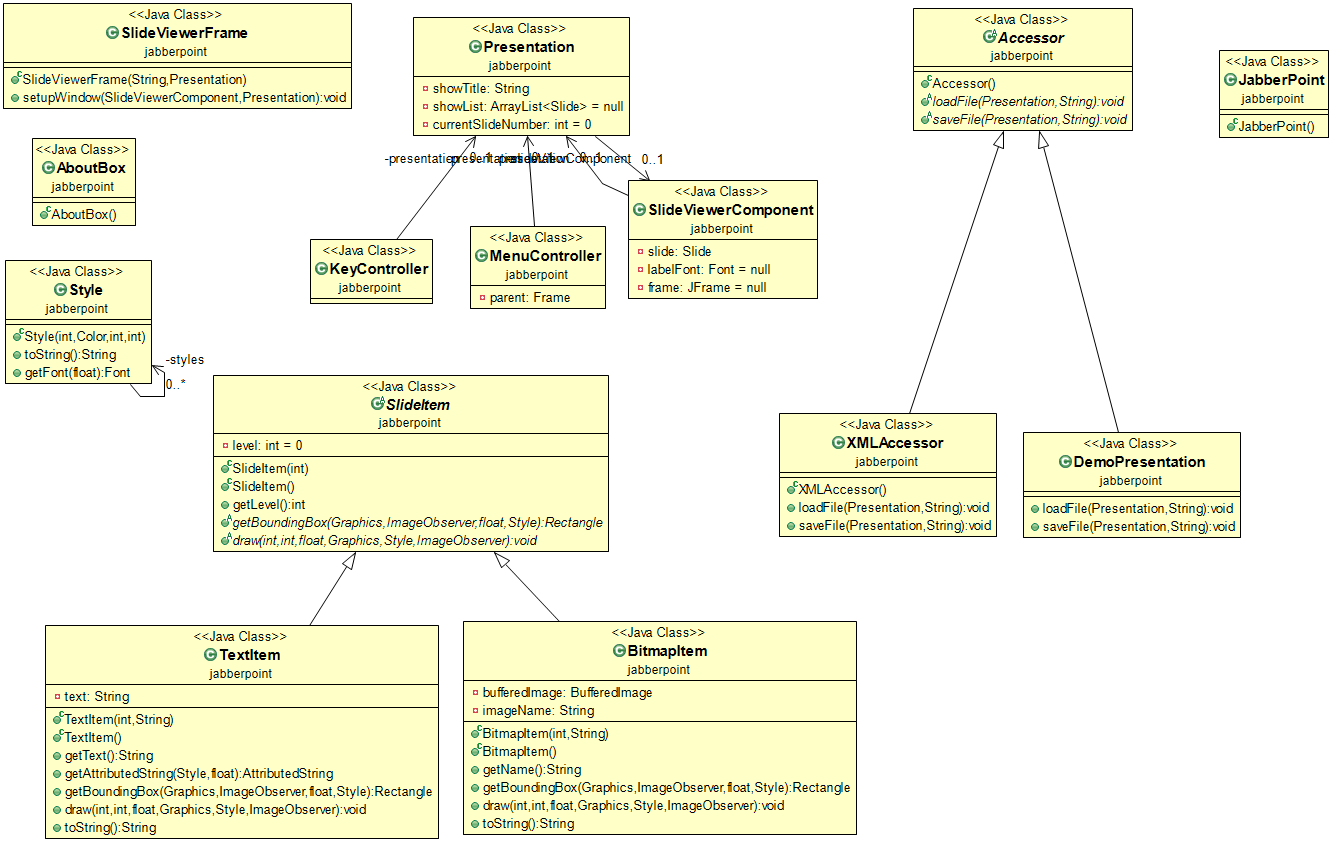 <<Java Class>>
SlideViewerFrame
jabberpoint
SlideViewerFrame(String,Presentation)
setupWindow(SlideViewerComponent,Presentation):void
<<Java Class>>
Presentation
jabberpoint
showTitle: String
showList: ArrayList<Slide> = null
currentSlideNumber: int = 0
<<Java Class>>
Accessor
jabberpoint
Accessor()
loadFile(Presentation,String):void
saveFile(Presentation,String):void
<<Java Class>>
JabberPoint
jabberpoint
JabberPoint()
<<Java Class>>
AboutBox
jabberpoint
AboutBox()
-presentation
0..1
0..1
<<Java Class>>
SlideViewerComponent
jabberpoint
slide: Slide
labelFont: Font = null
frame: JFrame = null
<<Java Class>>
KeyController
jabberpoint
<<Java Class>>
MenuController
jabberpoint
parent: Frame
<<Java Class>>
Style
jabberpoint
Style(int,Color,int,int)
toString():String
getFont(float):Font
-styles
0..*
<<Java Class>>
SlideItem
jabberpoint
level: int = 0
SlideItem(int)
SlideItem()
getLevel():int
getBoundingBox(Graphics,ImageObserver,float,Style):Rectangle
draw(int,int,float,Graphics,Style,ImageObserver):void
<<Java Class>>
XMLAccessor
jabberpoint
XMLAccessor()
loadFile(Presentation,String):void
saveFile(Presentation,String):void
<<Java Class>>
DemoPresentation
jabberpoint
loadFile(Presentation,String):void
saveFile(Presentation,String):void
<<Java Class>>
TextItem
jabberpoint
text: String
TextItem(int,String)
TextItem()
getText():String
getAttributedString(Style,float):AttributedString
getBoundingBox(Graphics,ImageObserver,float,Style):Rectangle
draw(int,int,float,Graphics,Style,ImageObserver):void
toString():String
<<Java Class>>
BitmapItem
jabberpoint
bufferedImage: BufferedImage
imageName: String
BitmapItem(int,String)
BitmapItem()
getName():String
getBoundingBox(Graphics,ImageObserver,float,Style):Rectangle
draw(int,int,float,Graphics,Style,ImageObserver):void
toString():String